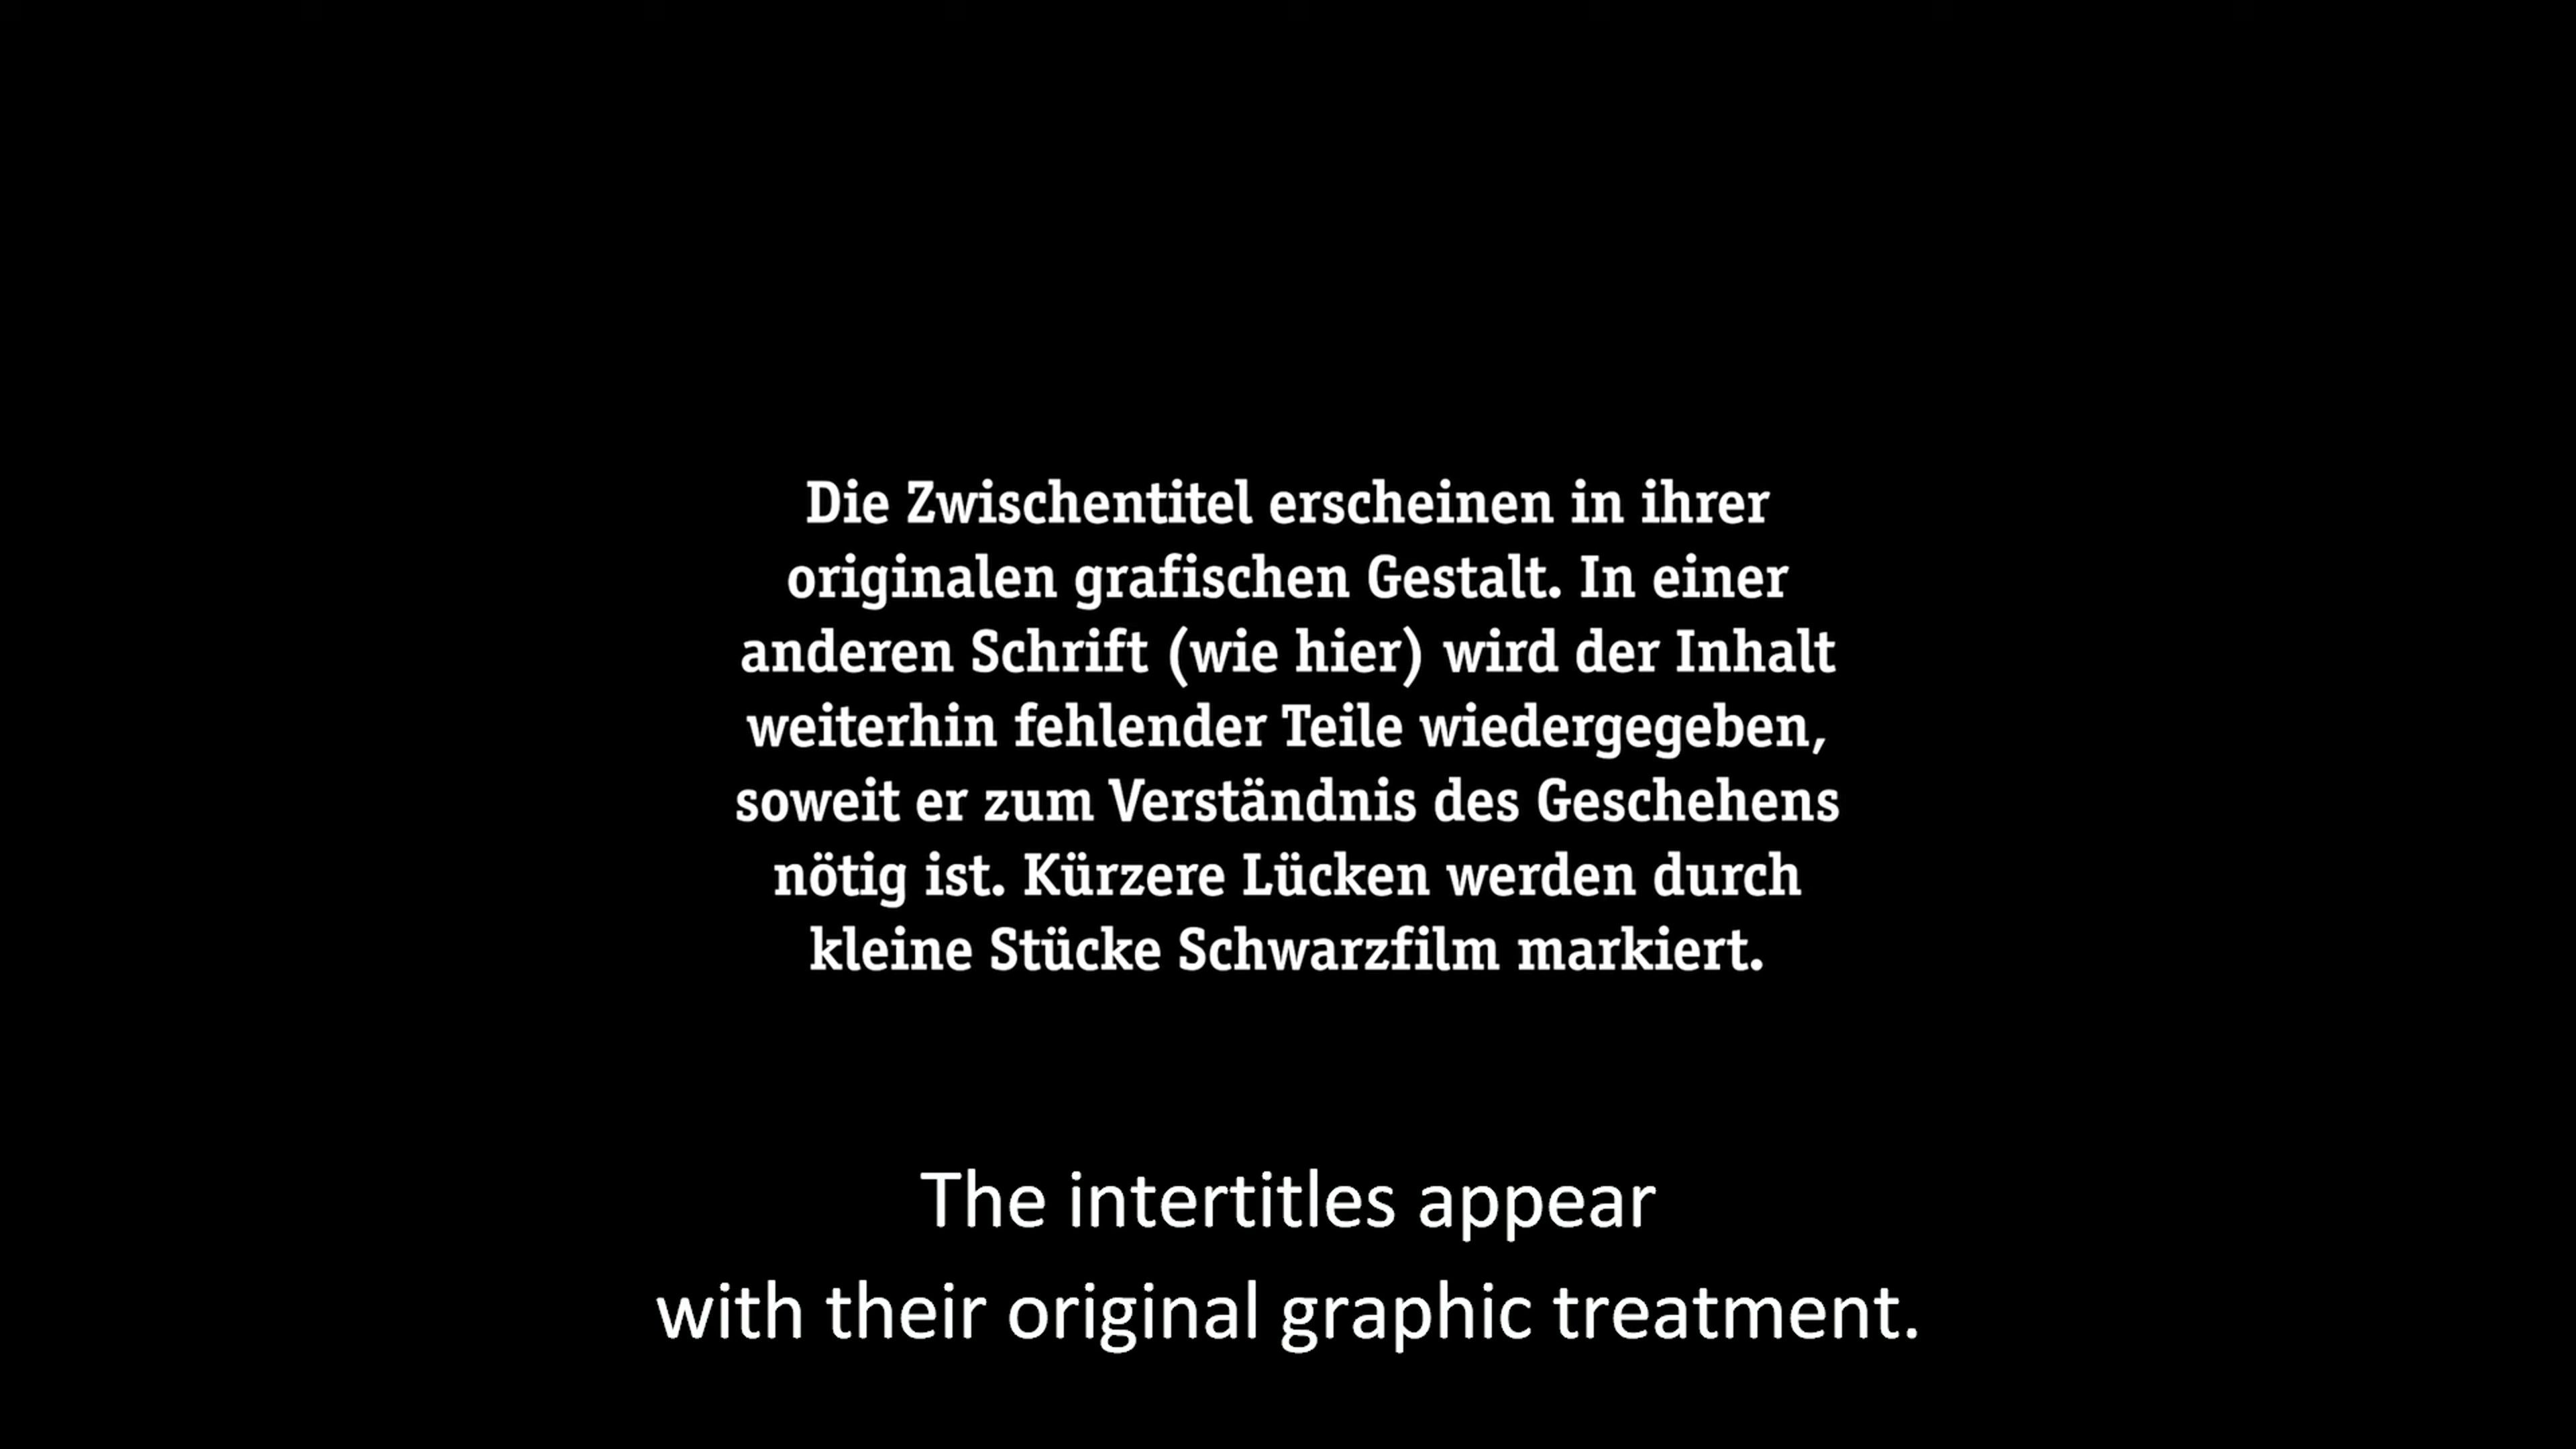 Die Zwischentitel erscheinen in ihrer
originalen grafischen Gestalt. In einer
anderen Schrift (wie hier) wird der Inhalt
weiterhin fehlender Teile wiedergegeben,
soweit er zum Verständnis des Geschehens
nötig ist. Kürzere Lücken werden durch
kleine Stücke Schwarzfilm markiert.
The intertitles appear
with their original graphic treatment.